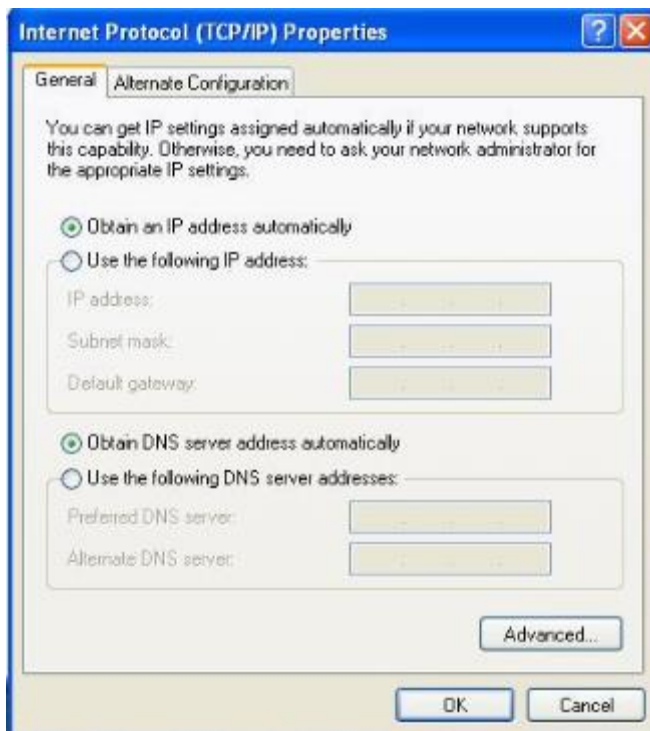 Internet Protocol (TCP/IP) Properties
General
Alternate Configuration
You can get IP settings assigned automatically if your network supports
this capability. Otherwise, you need to ask your network administrator for
the appropriate IP settings.
Obtain an IP address automatically
Use the following IP address:
IP address:
Subnet mask:
Default gateway:
Obtain DNS server address automatically
Use the following DNS server addresses:
Preferred DNS server:
Alternate DNS server:
Advanced...
OK
Cancel